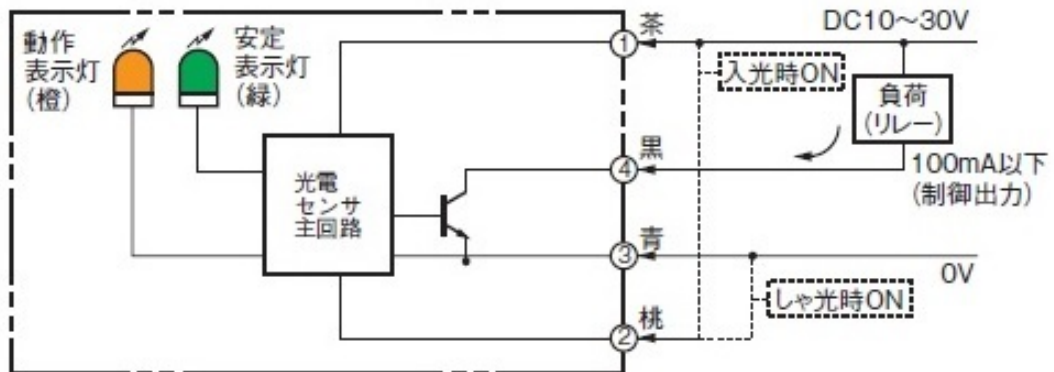 動作
表示灯
(橙)
安定
表示灯
(緑)
光電
センサ
主回路
① 茶
④ 黒
③ 青
② 桃
DC10～30V
入光時ON
負荷
(リレー)
100mA以下
(制御出力)
0V
しゃ光時ON